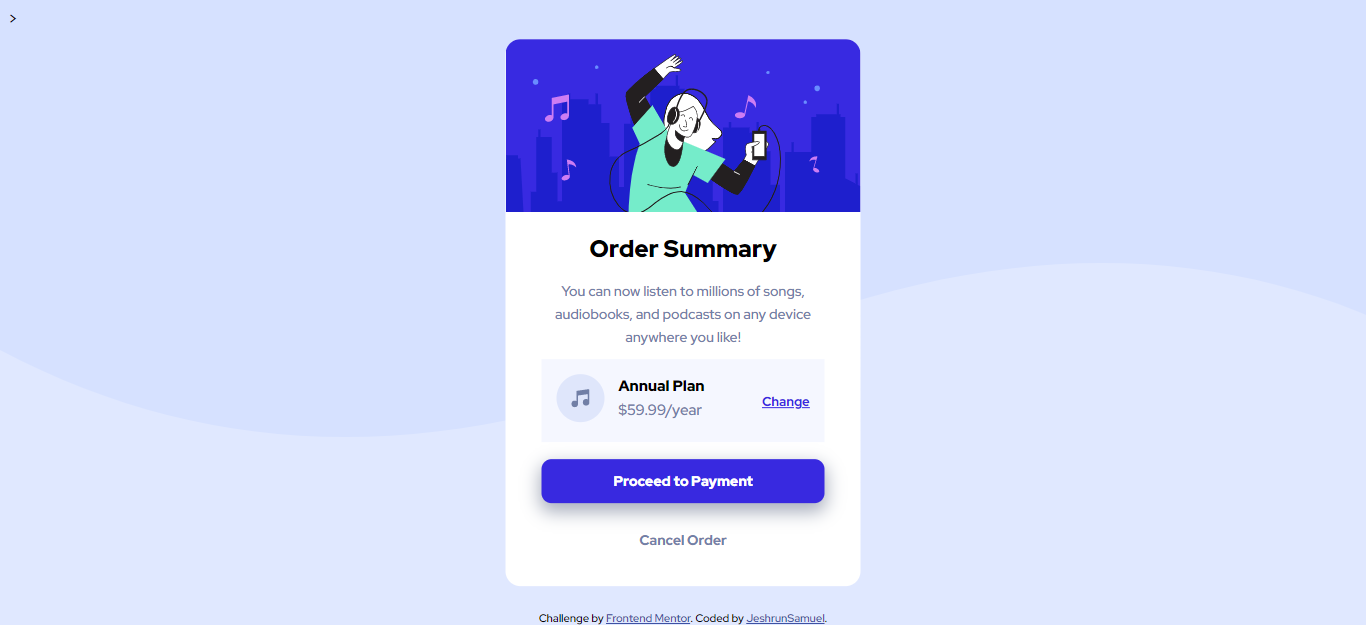 >
Order Summary
You can now listen to millions of songs,
audiobooks, and podcasts on any device
anywhere you like!
Annual Plan
$59.99/year
Change
Proceed to Payment
Cancel Order
Challenge by Frontend Mentor. Coded by JeshrunSamuel.